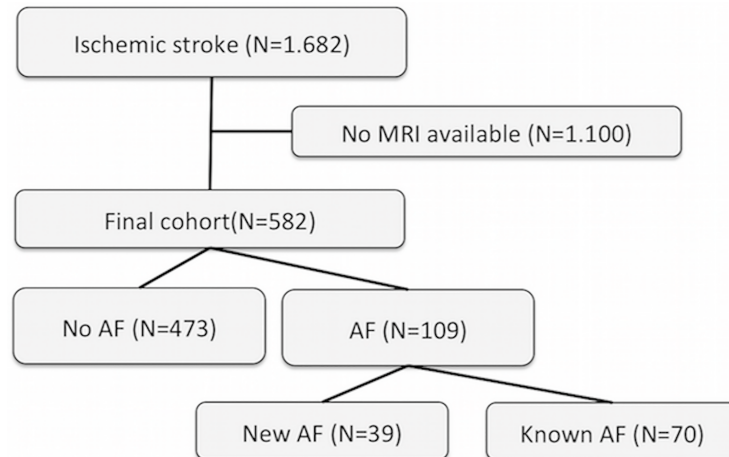 Ischemic stroke (N=1.682)
No MRI available (N=1.100)
Final cohort(N=582)
No AF (N=473)
AF (N=109)
New AF (N=39)
Known AF (N=70)